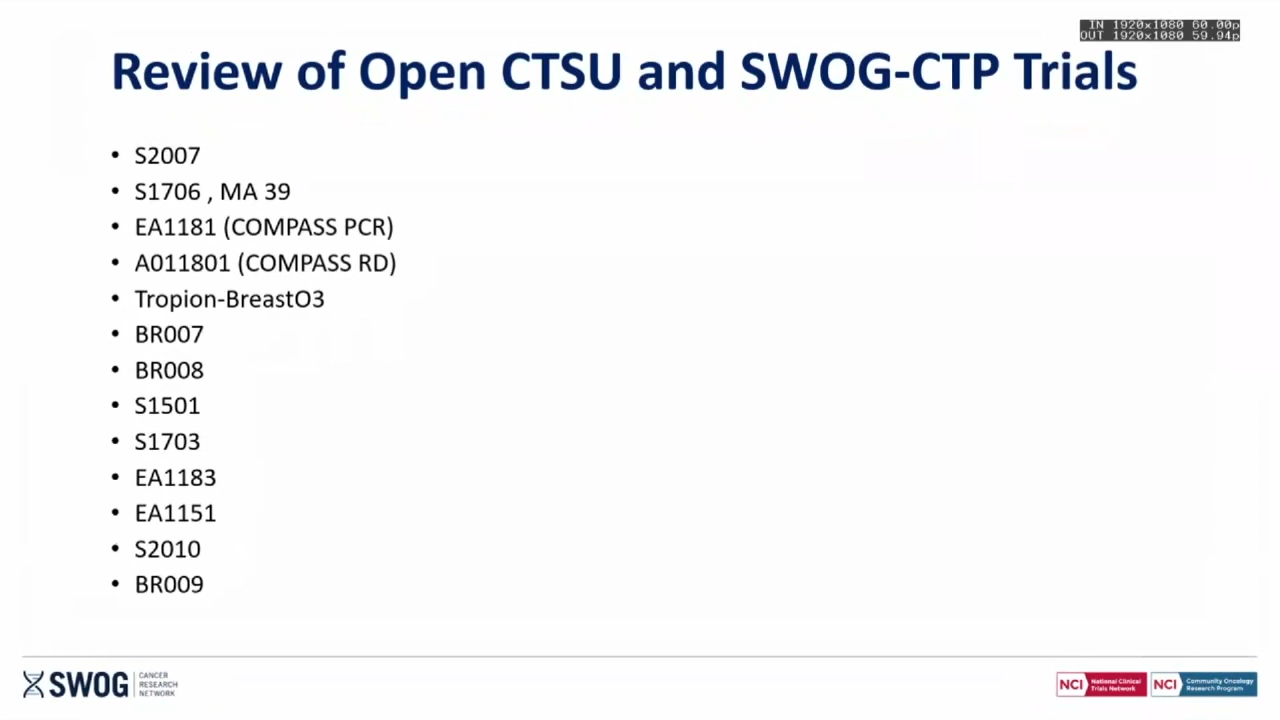 IN 1920x1080 60.00p
OUT 1920x1080 59.94p
Review of Open CTSU and SWOG-CTP Trials
• S2007
• S1706 , MA 39
• EA1181 (COMPASS PCR)
• A011801 (COMPASS RD)
• Tropion-BreastO3
• BR007
• BR008
• S1501
• S1703
• EA1183
• EA1151
• S2010
• BR009
SWOG
CANCER
RESEARCH
NETWORK
NCI National Clinical
Trials Network
NCI Community Oncology
Research Program